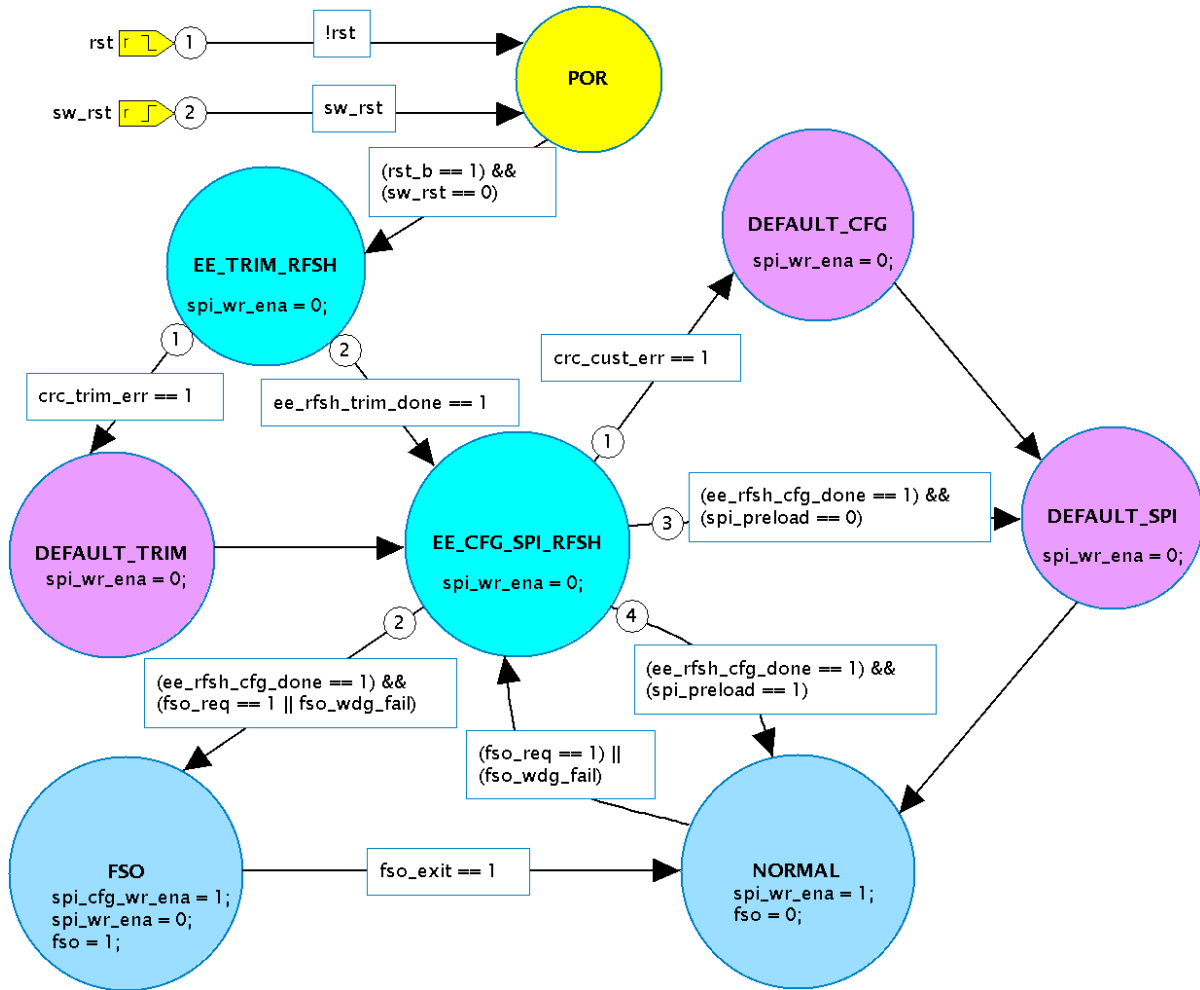 rst r 1 !rst
POR
sw_rst r 2 sw_rst
(rst_b == 1) &&
(sw_rst == 0)
DEFAULT_CFG
spi_wr_ena = 0;
EE_TRIM_RFSH
spi_wr_ena = 0;
1
2
crc_cust_err == 1
crc_trim_err == 1
ee_rfsh_trim_done == 1
1
(ee_rfsh_cfg_done == 1) &&
(spi_preload == 0)
3
DEFAULT_SPI
spi_wr_ena = 0;
EE_CFG_SPI_RFSH
spi_wr_ena = 0;
DEFAULT_TRIM
spi_wr_ena = 0;
2
4
(ee_rfsh_cfg_done == 1) &&
(fso_req == 1 || fso_wdg_fail)
(ee_rfsh_cfg_done == 1) &&
(spi_preload == 1)
(fso_req == 1) ||
(fso_wdg_fail)
FSO
spi_cfg_wr_ena = 1;
spi_wr_ena = 0;
fso = 1;
fso_exit == 1
NORMAL
spi_wr_ena = 1;
fso = 0;